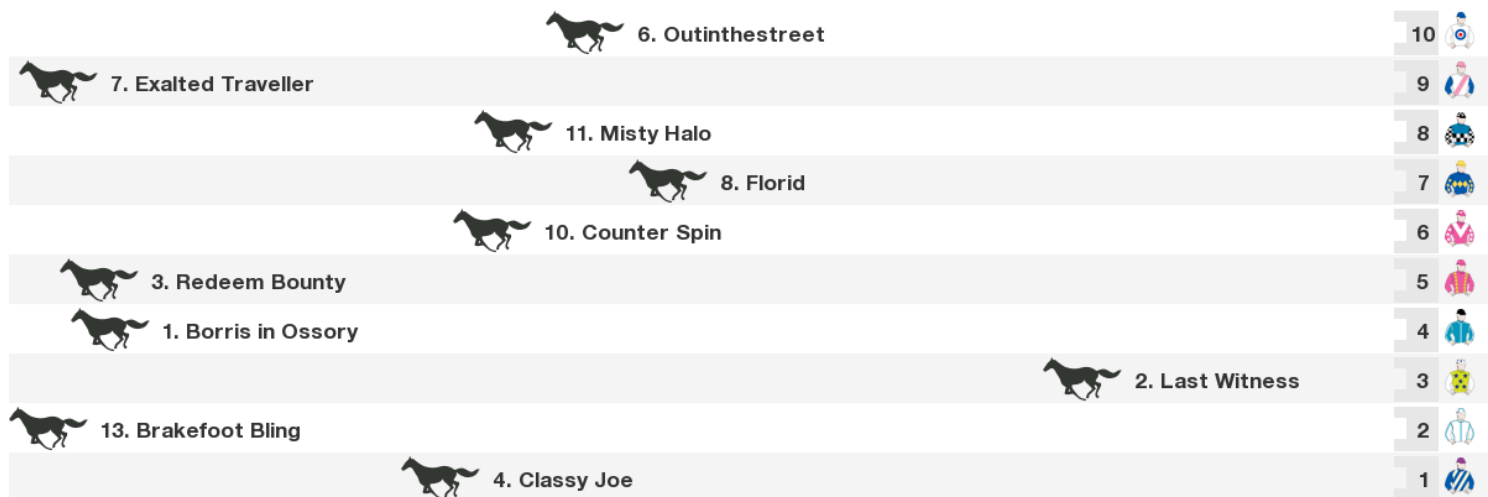 6. Outinthestreet 10
7. Exalted Traveller 9
11. Misty Halo 8
8. Florid 7
10. Counter Spin 6
3. Redeem Bounty 5
1. Borris in Ossory 4
2. Last Witness 3
13. Brakefoot Bling 2
4. Classy Joe 1